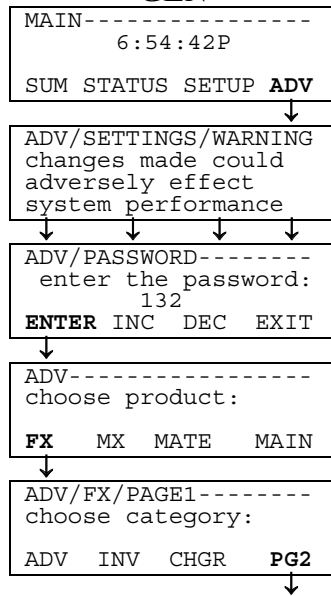 MAIN----------------
6:54:42P
SUM STATUS SETUP ADV
ADV/SETTINGS/WARNING
changes made could
adversely effect
system performance
ADV/PASSWORD--------
enter the password:
132
ENTER INC DEC EXIT
ADV-----------------
choose product:
FX MX MATE MAIN
ADV/FX/PAGE1--------
choose category:
ADV INV CHGR PG2